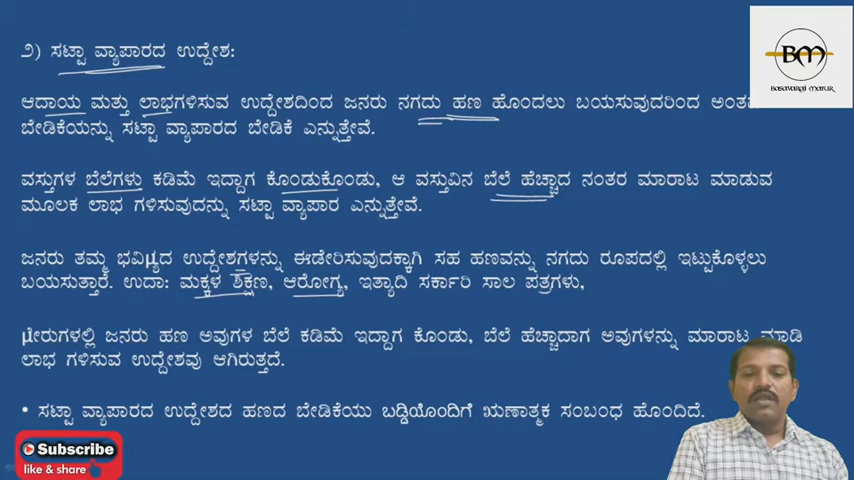 ೨) ಸಟ್ಟಾ ವ್ಯಾಪಾರದ ಉದ್ದೇಶ:
ಆದಾಯ ಮತ್ತು ಲಾಭಗಳಿಸುವ ಉದ್ದೇಶದಿಂದ ಜನರು ನಗದು ಹಣ ಹೊಂದಲು ಬಯಸುವುದರಿಂದ
ಬೇಡಿಕೆಯನ್ನು ಸಟ್ಟಾ ವ್ಯಾಪಾರದ ಬೇಡಿಕೆ ಎನ್ನುತ್ತೇವೆ.
ವಸ್ತುಗಳ ಬೆಲೆಗಳು ಕಡಿಮೆ ಇದ್ದಾಗ ಕೊಂಡುಕೊಂಡು, ಆ ವಸ್ತುವಿನ ಬೆಲೆ ಹೆಚ್ಚಾದ ನಂತರ ಮಾರಾಟ ಮಾಡುವ
ಮೂಲಕ ಲಾಭ ಗಳಿಸುವುದನ್ನು ಸಟ್ಟಾ ವ್ಯಾಪಾರ ಎನ್ನುತ್ತೇವೆ.
ಜನರು ತಮ್ಮ ಉದ್ದೇಶಗಳನ್ನು ಈಡೇರಿಸುವುದಕ್ಕಾಗಿ ಸಹ ಹಣವನ್ನು ನಗದು ರೂಪದಲ್ಲಿ ಇಟ್ಟುಕೊಳ್ಳಲು
ಬಯಸುತ್ತಾರೆ. ಉದಾ: ಮಕ್ಕಳ ಶಿಕ್ಷಣ, ಆರೋಗ್ಯ, ಇತ್ಯಾದಿ ಸರ್ಕಾರಿ ಸಾಲ ಪತ್ರಗಳು,
ಜನರು ಹಣ ಅವುಗಳ ಬೆಲೆ ಕಡಿಮೆ ಇದ್ದಾಗ ಕೊಂಡು, ಬೆಲೆ ಹೆಚ್ಚಾದಾಗ ಅವುಗಳನ್ನು ಮಾರಾಟ ಮಾಡಿ
ಲಾಭ ಗಳಿಸುವ ಉದ್ದೇಶವು ಆಗಿರುತ್ತದೆ.
• ಸಟ್ಟಾ ವ್ಯಾಪಾರದ ಉದ್ದೇಶದ ಹಣದ ಬೇಡಿಕೆಯು ಬಡ್ಡಿಯೊಂದಿಗೆ ಋಣಾತ್ಮಕ ಸಂಬಂಧ ಹೊಂದಿದೆ.
BM
BASAVARAJ MATUR
Subscribe
like & share